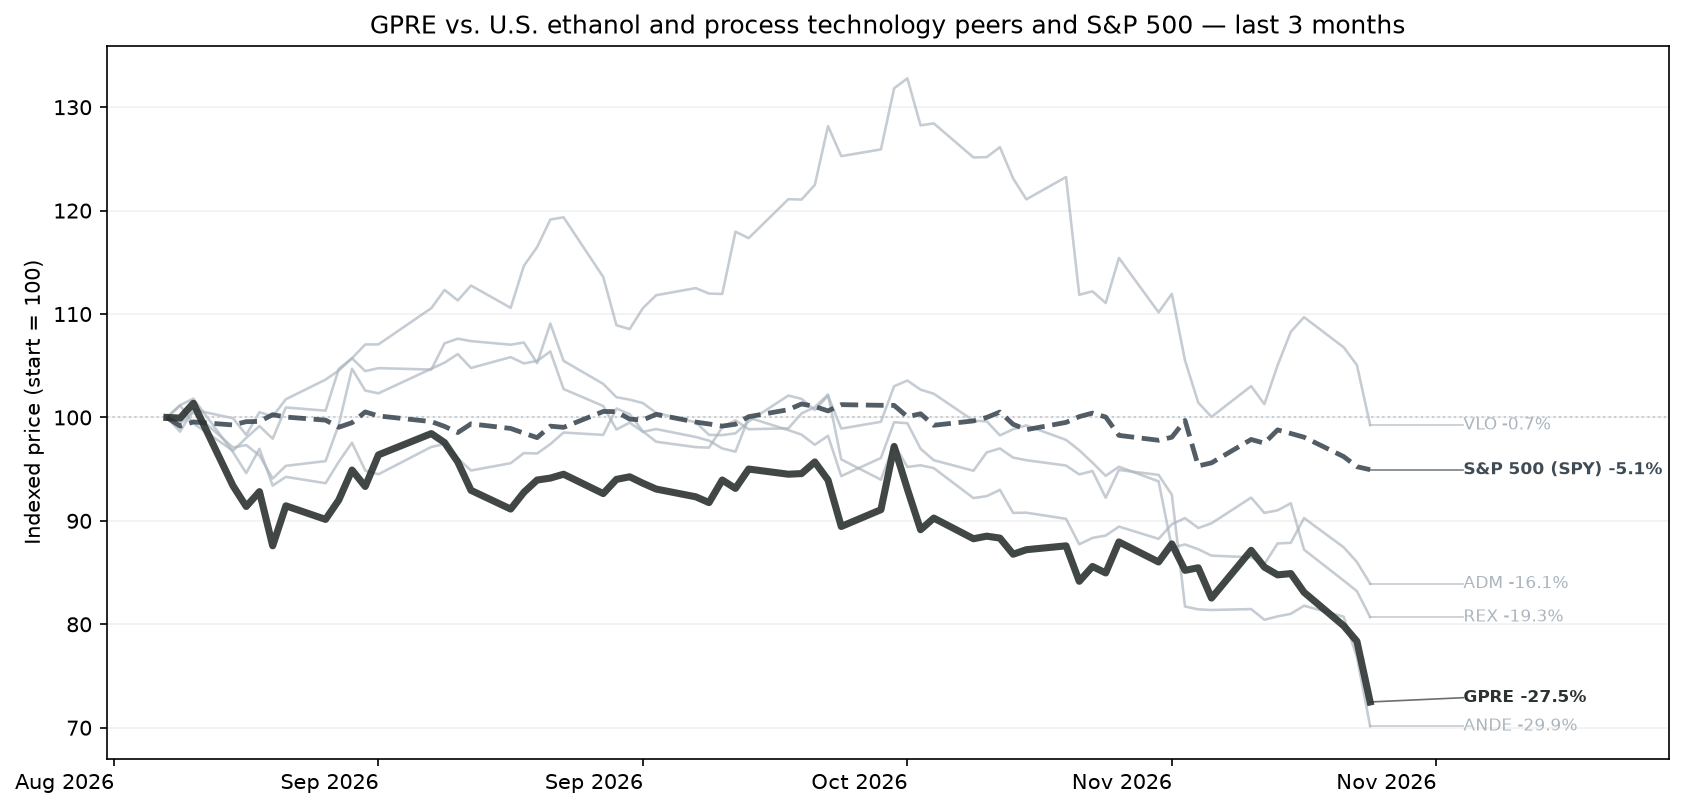 GPRE vs. U.S. ethanol and process technology peers and S&P 500 — last 3 months
Indexed price (start = 100)
130
120
110
100
90
80
70
VLO -0.7%
S&P 500 (SPY) -5.1%
ADM -16.1%
REX -19.3%
GPRE -27.5%
ANDE -29.9%
Aug 2026
Sep 2026
Sep 2026
Oct 2026
Nov 2026
Nov 2026